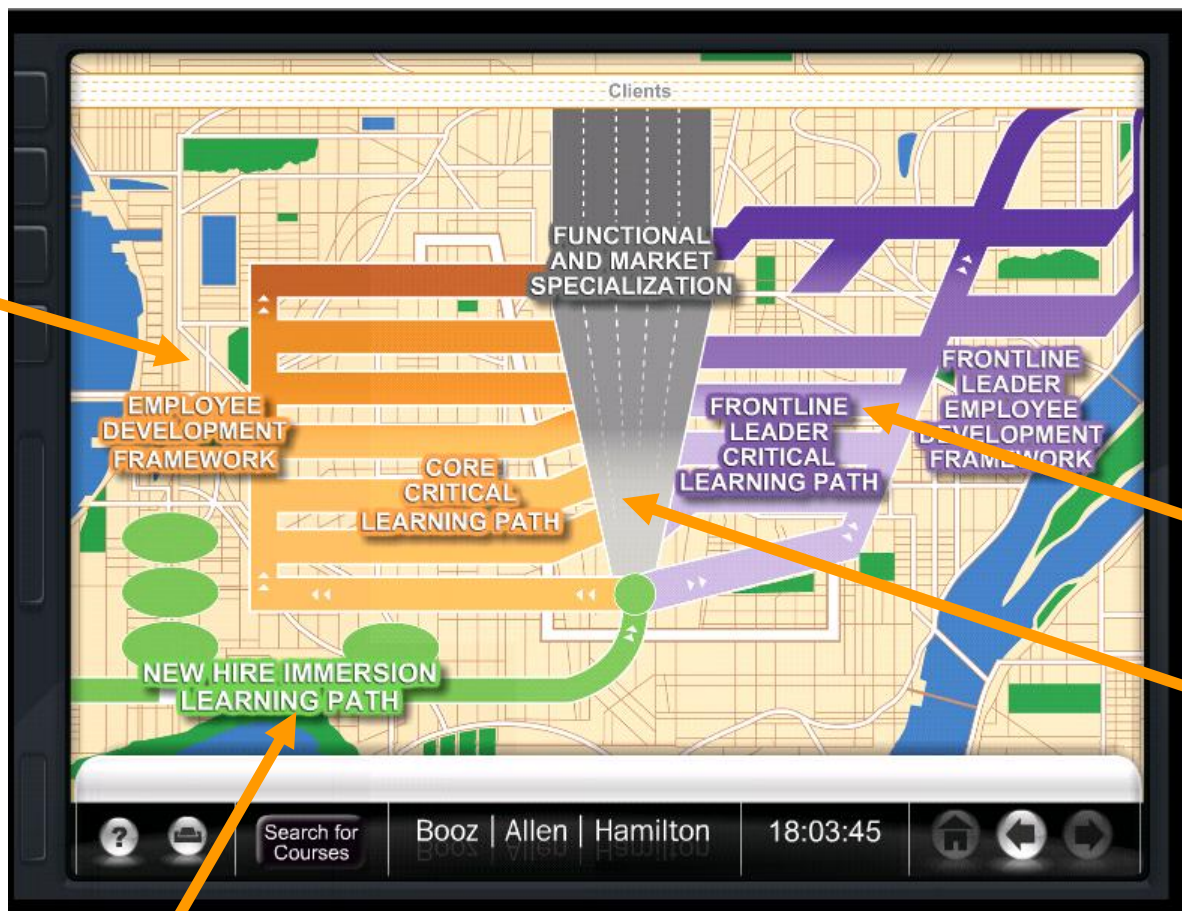 Clients
FUNCTIONAL
AND MARKET
SPECIALIZATION
EMPLOYEE
DEVELOPMENT
FRAMEWORK
CORE
CRITICAL
LEARNING PATH
FRONTLINE
LEADER
CRITICAL
LEARNING PATH
FRONTLINE
LEADER
EMPLOYEE
DEVELOPMENT
FRAMEWORK
NEW HIRE IMMERSION
LEARNING PATH
?
Search for
Courses
Booz | Allen | Hamilton
18:03:45